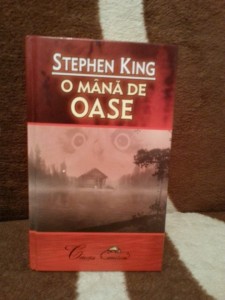 STEPHEN KING
O MÂNĂ DE
OASE